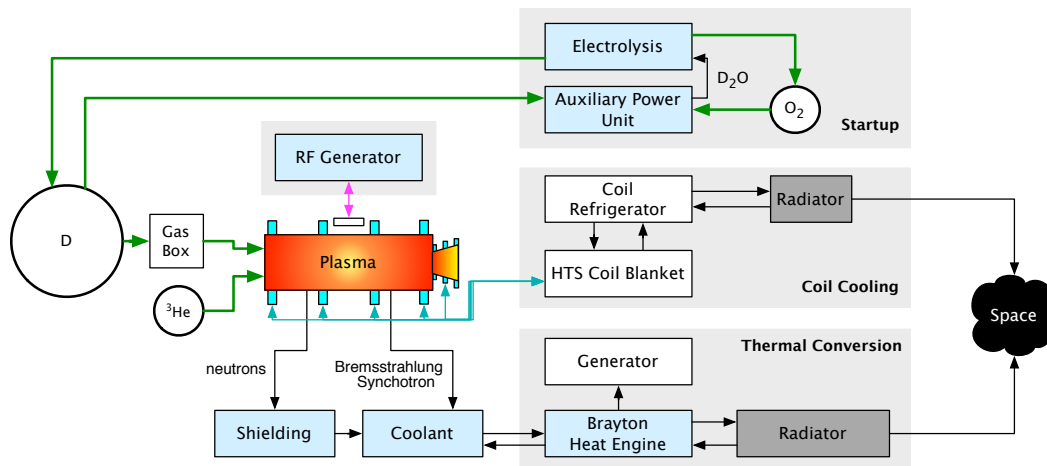 Electrolysis
D₂O
Auxiliary Power
Unit
O₂
Startup
RF Generator
Coil
Refrigerator
Radiator
D
Gas
Box
Plasma
HTS Coil Blanket
Coil Cooling
³He
Space
Thermal Conversion
neutrons
Bremsstrahlung
Synchotron
Generator
Shielding
Coolant
Brayton
Heat Engine
Radiator